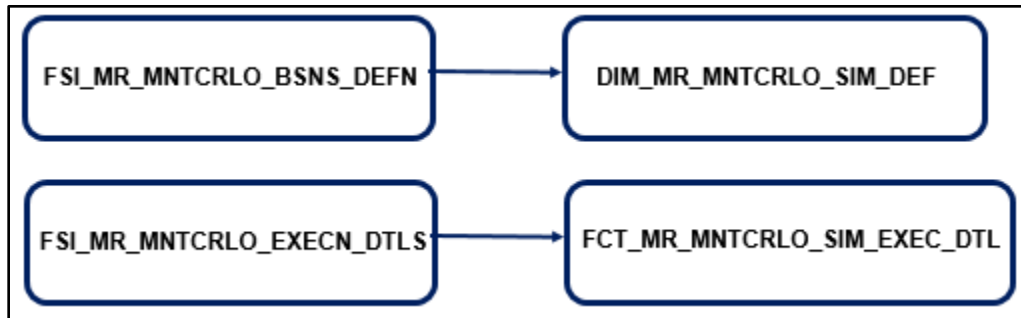 FSI_MR_MNTCRLO_BSNS_DEFN
DIM_MR_MNTCRLO_SIM_DEF
FSI_MR_MNTCRLO_EXECN_DTLS
FCT_MR_MNTCRLO_SIM_EXEC_DTL